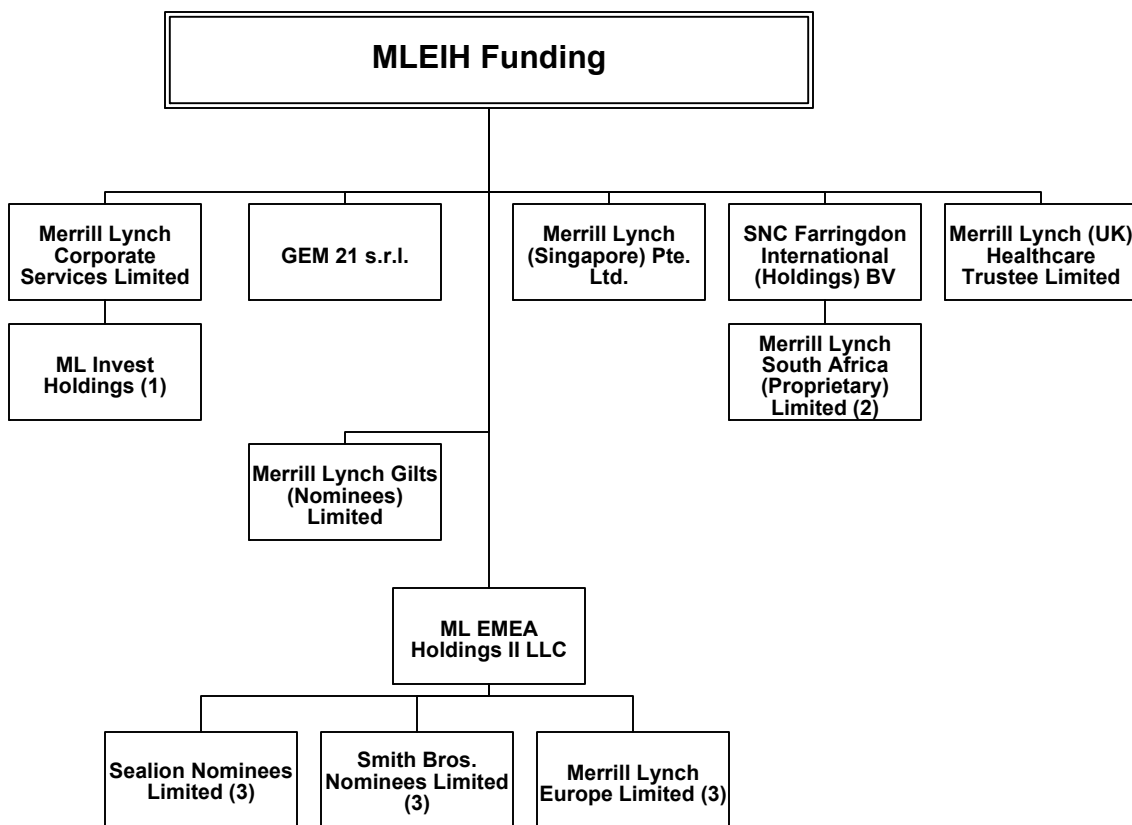 MLEIH Funding
Merrill Lynch
Corporate
Services Limited
GEM 21 s.r.l.
Merrill Lynch
(Singapore) Pte.
Ltd.
SNC Farringdon
International
(Holdings) BV
Merrill Lynch (UK)
Healthcare
Trustee Limited
ML Invest
Holdings (1)
Merrill Lynch
South Africa
(Proprietary)
Limited (2)
Merrill Lynch Gilts
(Nominees)
Limited
ML EMEA
Holdings II LLC
Sealion Nominees
Limited (3)
Smith Bros.
Nominees Limited
(3)
Merrill Lynch
Europe Limited (3)